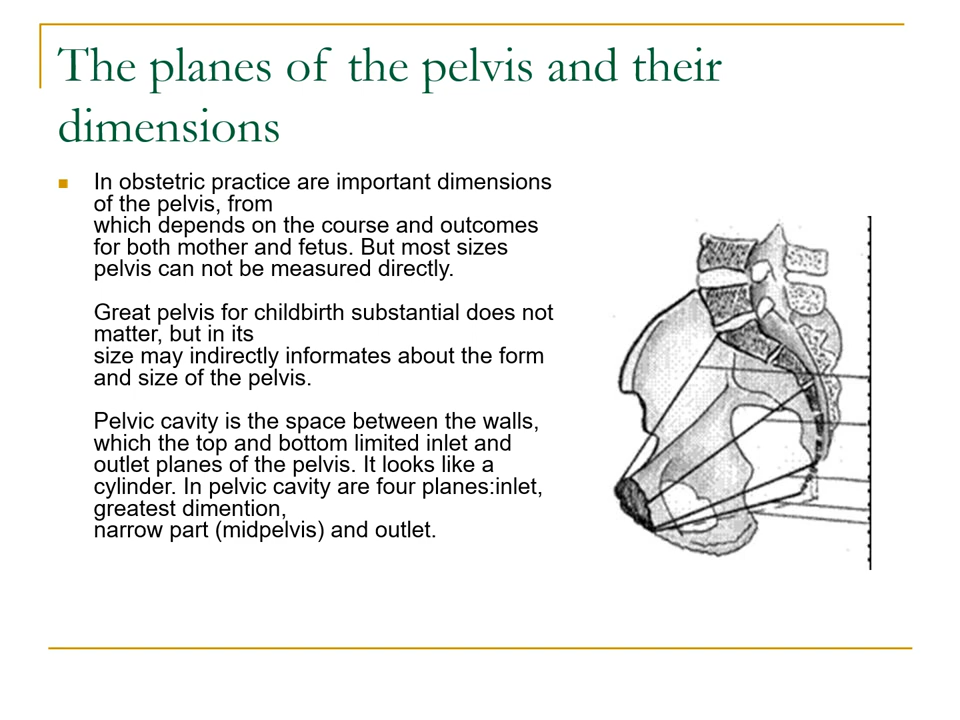 The planes of the pelvis and their
dimensions
In obstetric practice are important dimensions
of the pelvis, from
which depends on the course and outcomes
for both mother and fetus. But most sizes
pelvis can not be measured directly.
Great pelvis for childbirth substantial does not
matter, but in its
size may indirectly informates about the form
and size of the pelvis.
Pelvic cavity is the space between the walls,
which the top and bottom limited inlet and
outlet planes of the pelvis. It looks like a
cylinder. In pelvic cavity are four planes:inlet,
greatest dimention,
narrow part (midpelvis) and outlet.